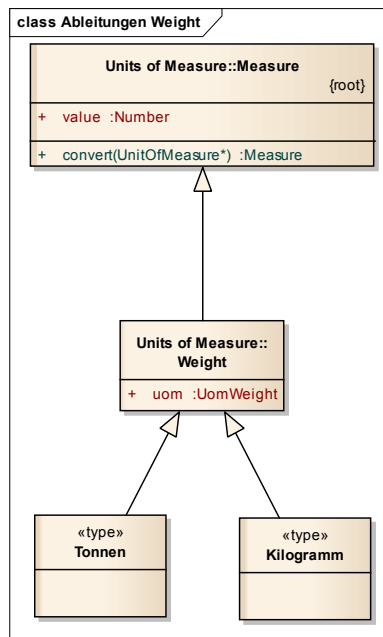 class Ableitungen Weight
Units of Measure::Measure
{root}
+ value :Number
+ convert(UnitOfMeasure*) :Measure
Units of Measure::
Weight
+ uom :UomWeight
«type»
Tonnen
«type»
Kilogramm